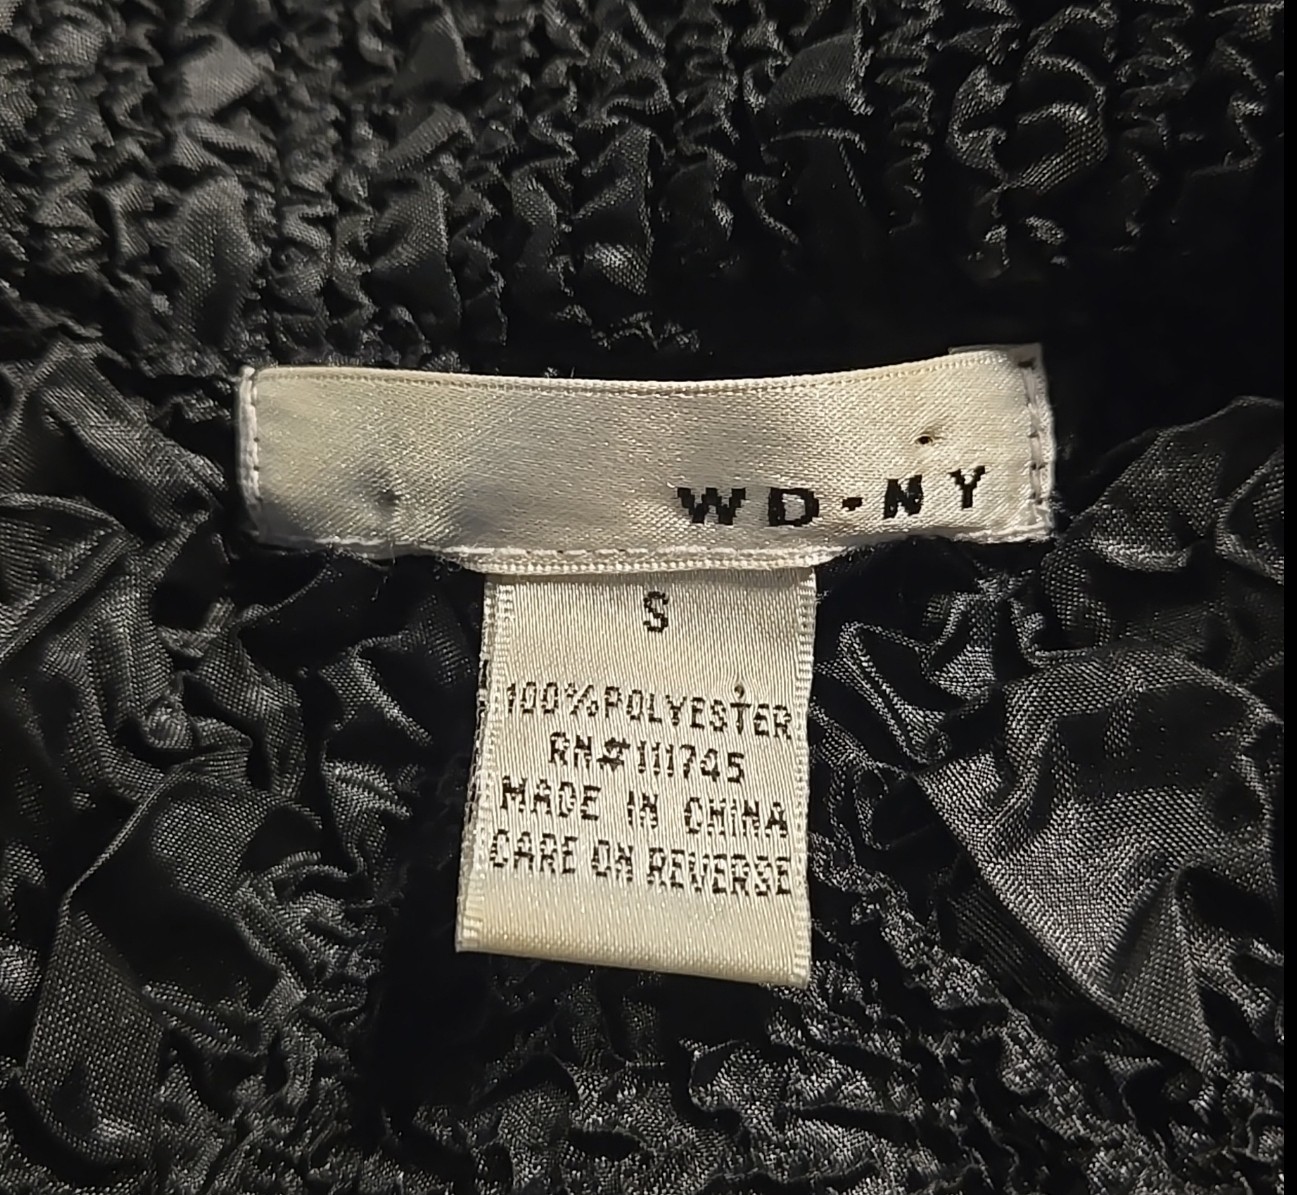 WD-NY
S
100%POLYESTER
RN#111745
MADE IN CHINA
CARE ON REVERSE